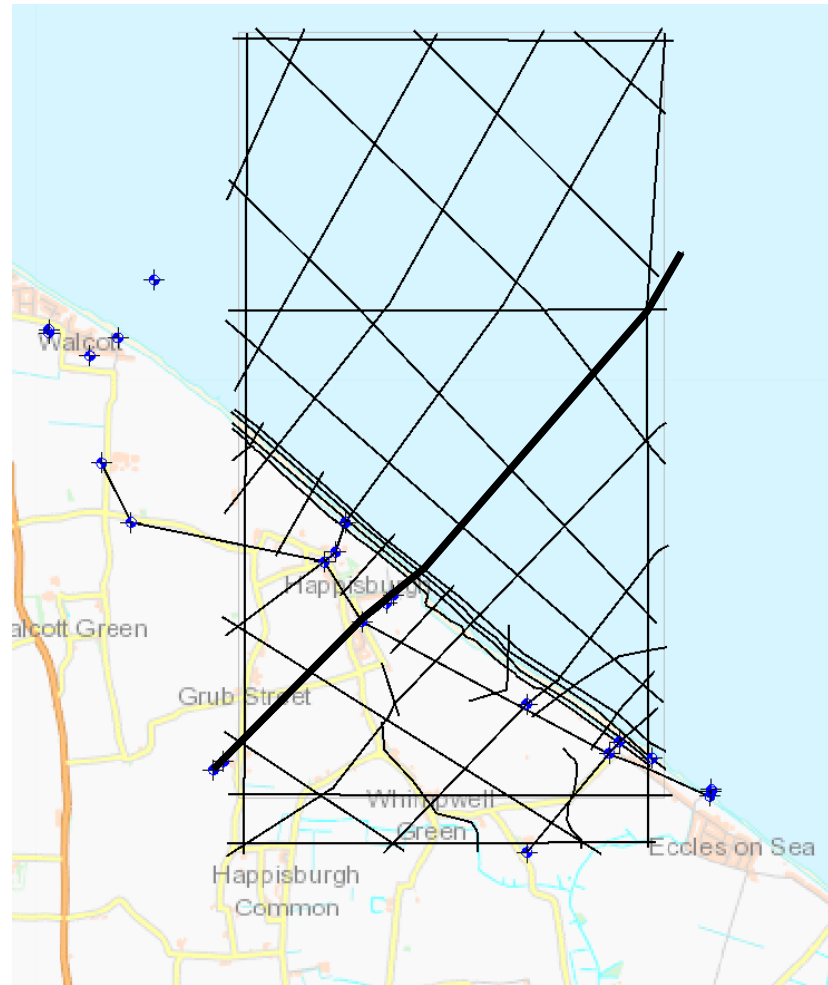 Walcott
Happisburgh
alcott Green
Grub Street
Whimpwell
Green
Eccles on Sea
Happisburgh
Common